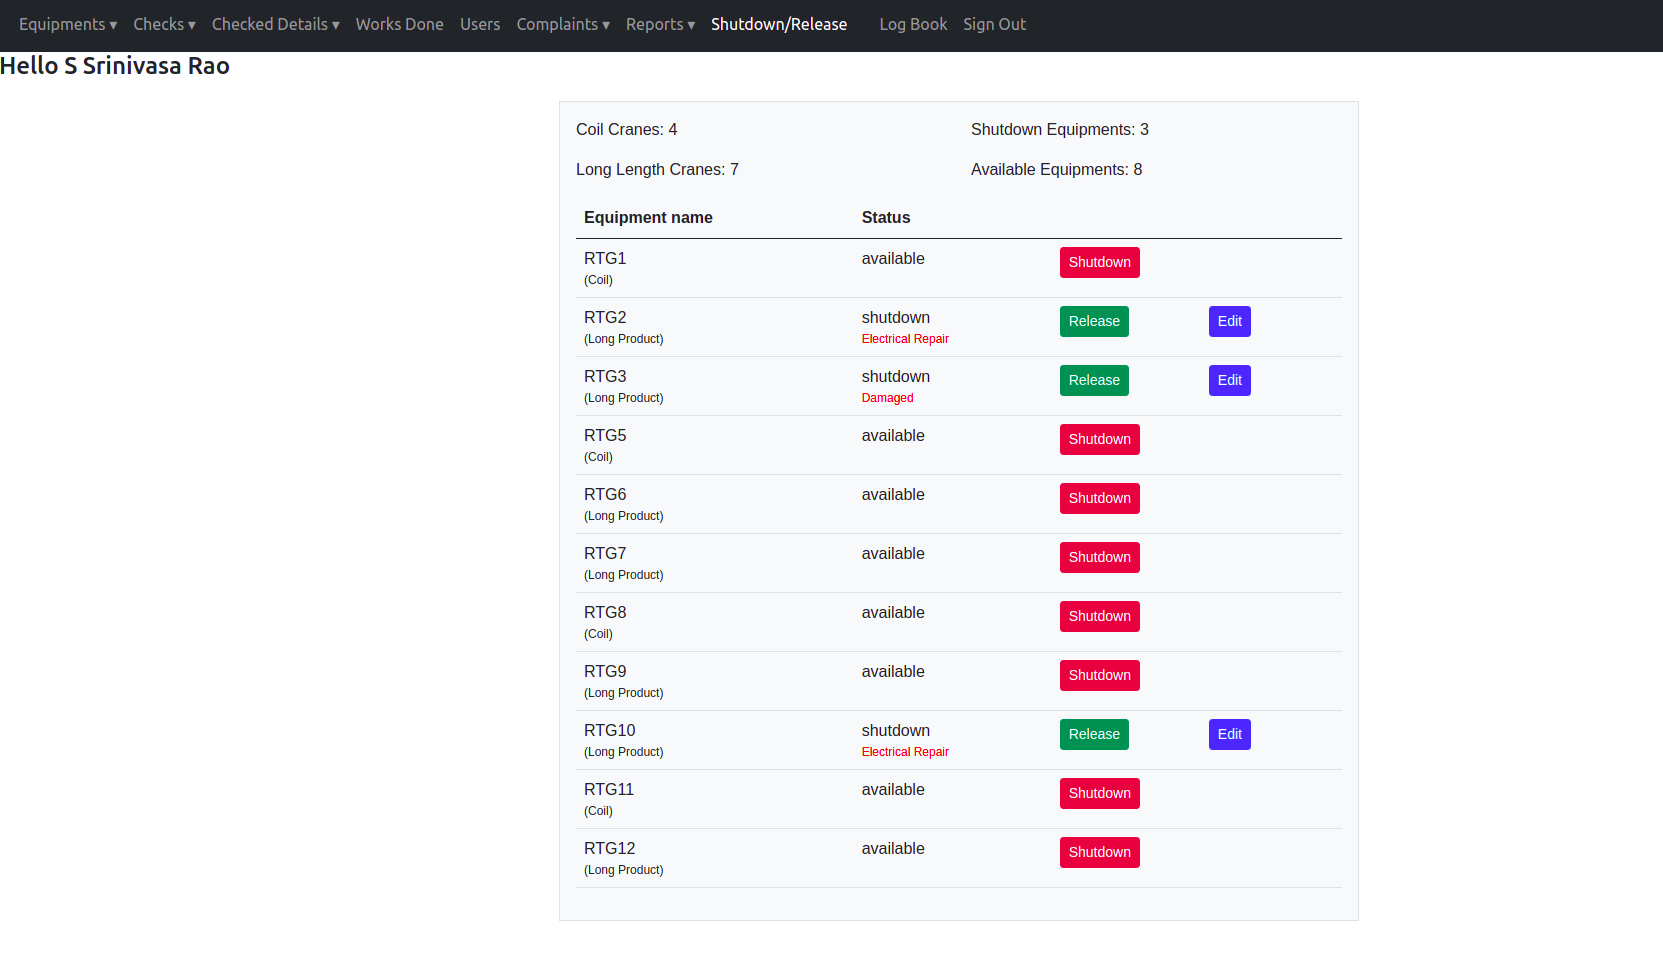 Equipments ▾ Checks ▾ Checked Details ▾ Works Done Users Complaints ▾ Reports ▾ Shutdown/Release Log Book Sign Out
Hello S Srinivasa Rao
Coil Cranes: 4 Shutdown Equipments: 3
Long Length Cranes: 7 Available Equipments: 8
Equipment name Status
RTG1 available Shutdown
(Coil)
RTG2 shutdown Release Edit
(Long Product) Electrical Repair
RTG3 shutdown Release Edit
(Long Product) Damaged
RTG5 available Shutdown
(Coil)
RTG6 available Shutdown
(Long Product)
RTG7 available Shutdown
(Long Product)
RTG8 available Shutdown
(Coil)
RTG9 available Shutdown
(Long Product)
RTG10 shutdown Release Edit
(Long Product) Electrical Repair
RTG11 available Shutdown
(Coil)
RTG12 available Shutdown
(Long Product)